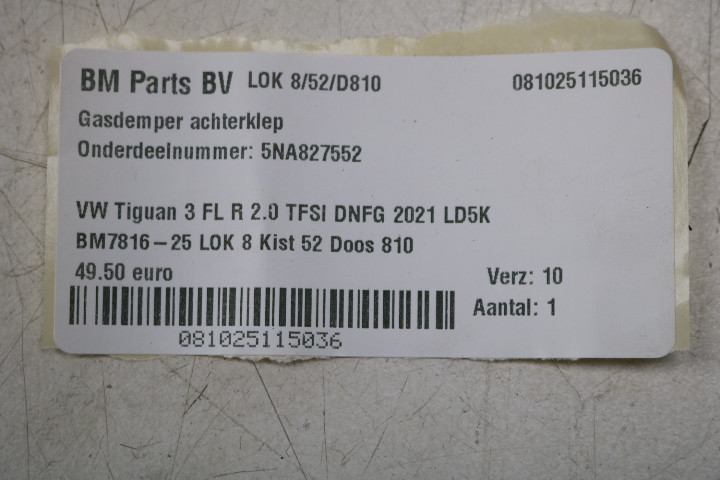 BM Parts BV LOK 8/52/D810 081025115036
Gasdemper achterklep
Onderdeelnummer: 5NA827552
VW Tiguan 3 FL R 2.0 TFSI DNFG 2021 LD5K
BM7816-25 LOK 8 Kist 52 Doos 810
49.50 euro Verz: 10
Aantal: 1
081025115036